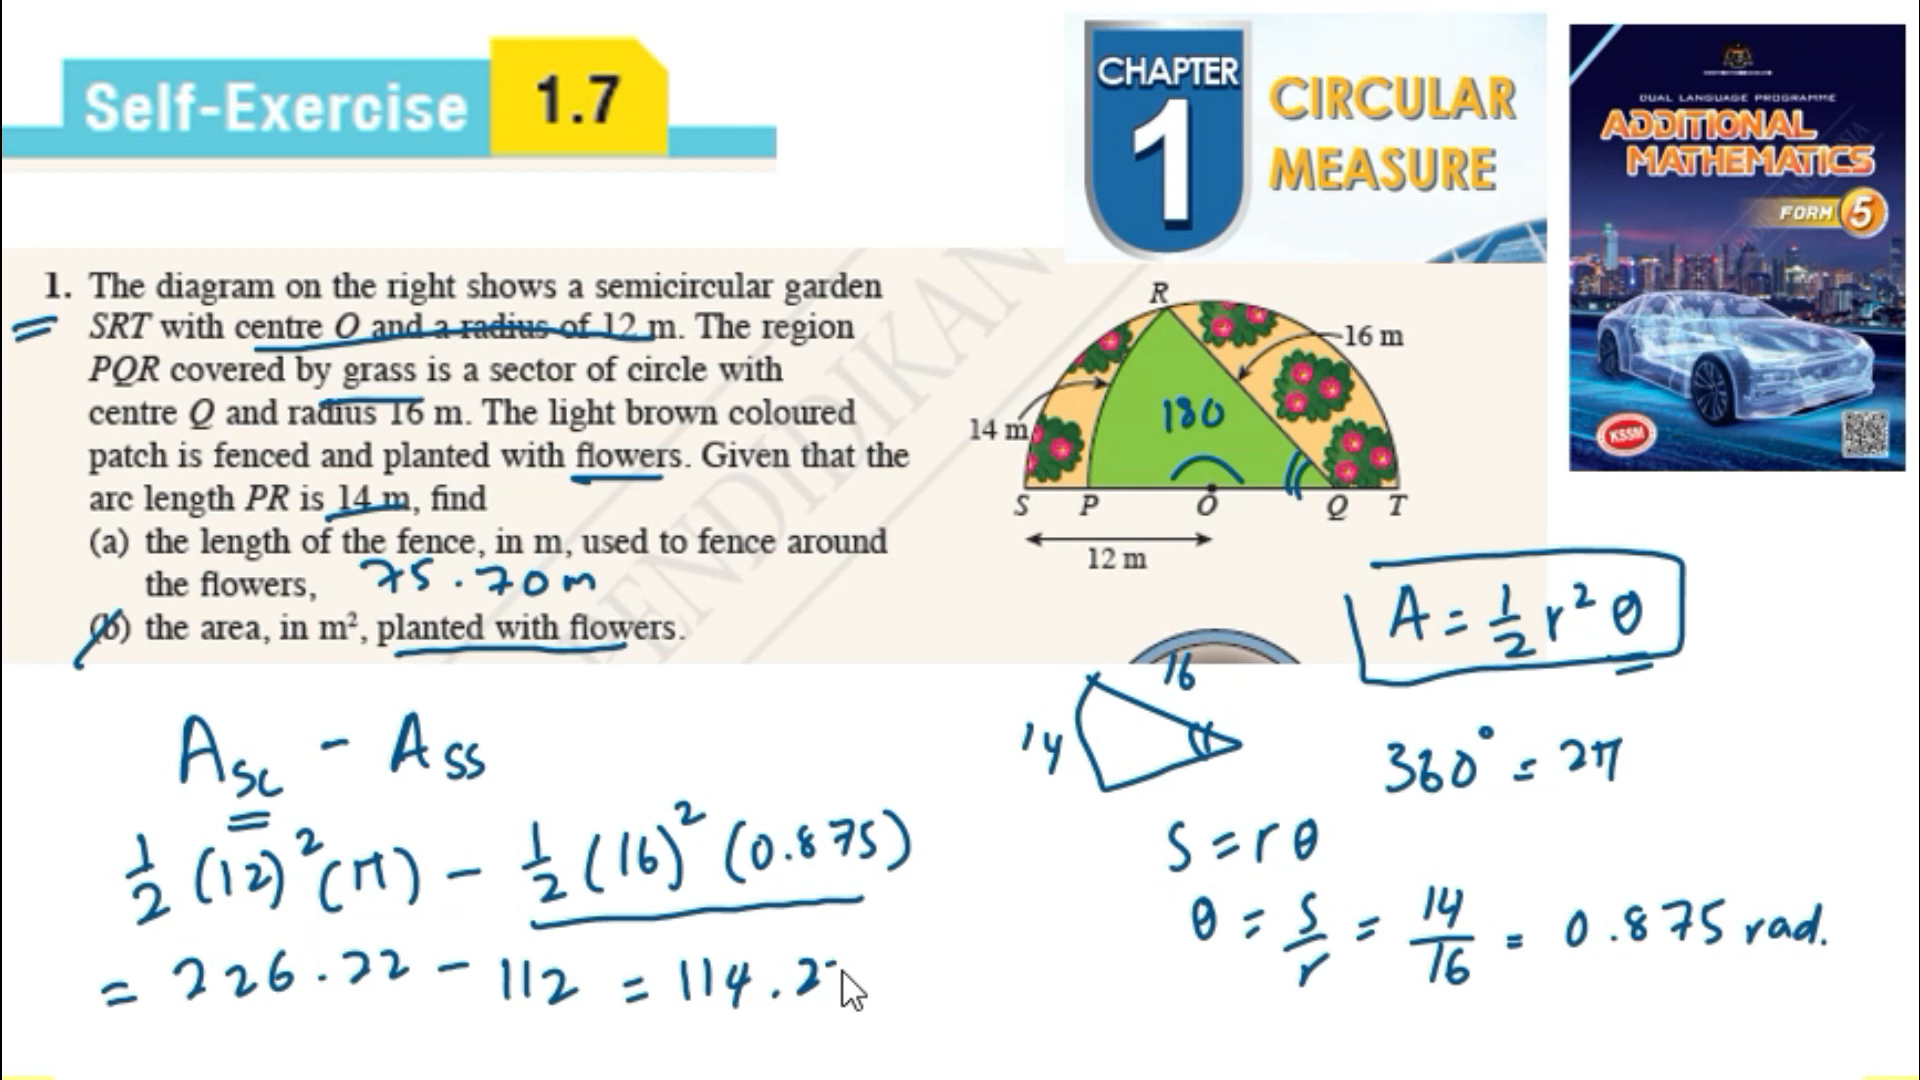 Self-Exercise 1.7
CHAPTER
1
CIRCULAR
MEASURE
DUAL LANGUAGE PROGRAMME
ADDITIONAL
MATHEMATICS
FORM 5
KSSM
1. The diagram on the right shows a semicircular garden
SRT with centre O and a radius of 12 m. The region
PQR covered by grass is a sector of circle with
centre Q and radius 16 m. The light brown coloured
patch is fenced and planted with flowers. Given that the
arc length PR is 14 m, find
(a) the length of the fence, in m, used to fence around
the flowers, 75.70m
(b) the area, in m², planted with flowers.
R
16 m
180
14 m
S P O Q T
12 m
PENDIDIKAN
A = 1/2 r² θ
16
14
360° = 2π
S = r θ
θ = s/r = 14/16 = 0.875 rad.
A SC - A SS
1/2 (12)² (π) - 1/2 (16)² (0.875)
= 226.22 - 112 = 114.2